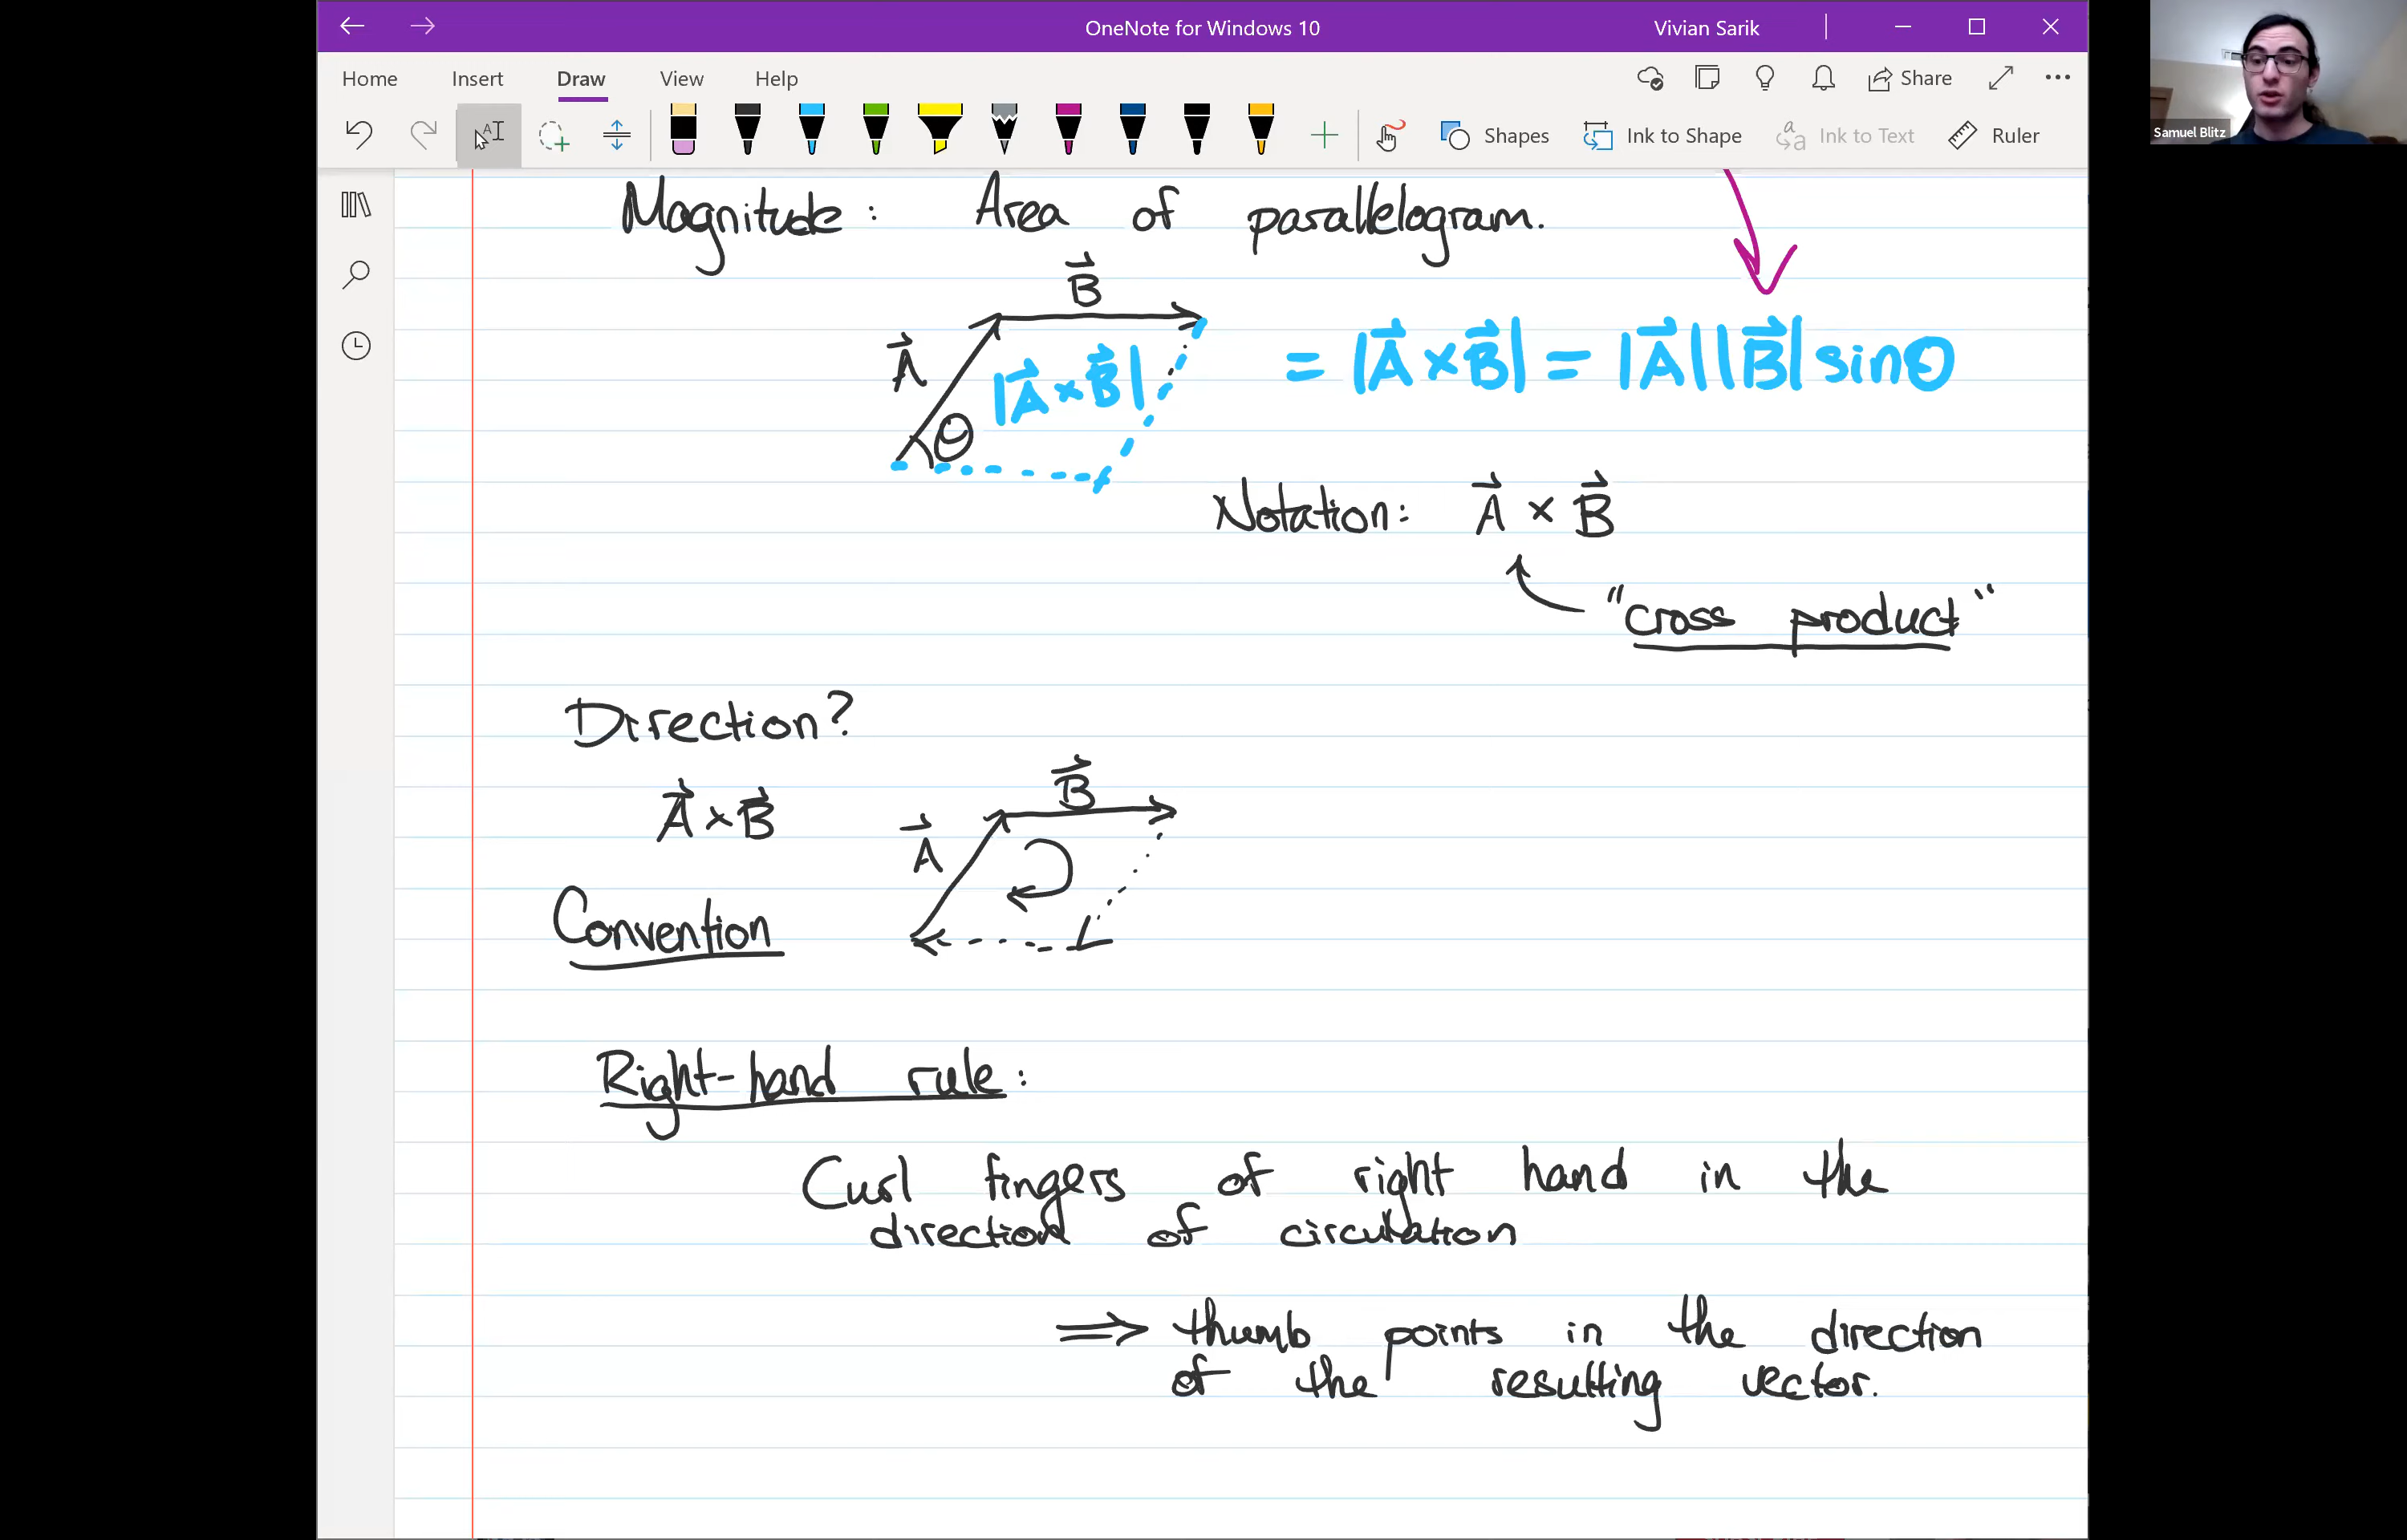 OneNote for Windows 10
Vivian Sarik
Home Insert Draw View Help
Share
Shapes
Ink to Shape
Ink to Text
Ruler
Samuel Blitz
Magnitude: Area of parallelogram.
B
A
|A × B|
θ
= |A × B| = |A||B| sinθ
Notation: A × B
"cross product"
Direction?
A × B
B
A
Convention
Right-hand rule:
Curl fingers of right hand in the
direction of circulation
⇒ thumb points in the direction
of the resulting vector.